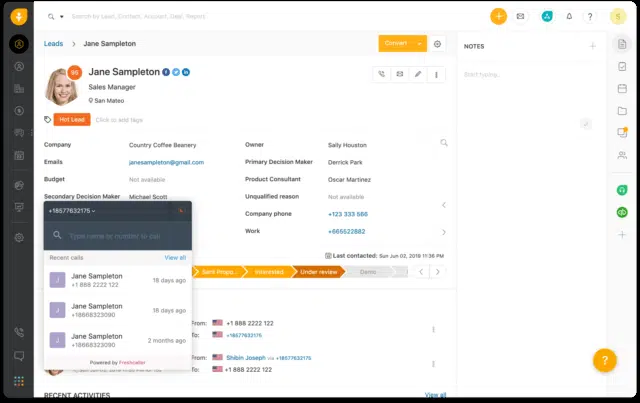 Search by Lead, Contact, Account, Deal, Report
S
Leads > Jane Sampleton
Convert
NOTES
98
Jane Sampleton
Sales Manager
San Mateo
Start typing...
Hot Lead Click to add tags
Company Country Coffee Beanery Owner Sally Houston
Emails janesampleton@gmail.com Primary Decision Maker Derrick Park
Budget Not available Product Consultant Oscar Martinez
Secondary Decision Maker Michael Scott Unqualified reason Not available
Company phone +123 333 566
Work +666522882
Last contacted: Sun Jun 02, 2019 11:36 PM
Sent Propo... Interested Under review Demo
+18577632175
Type name or number to call
Recent calls View all
J Jane Sampleton
+1 888 2222 122 18 days ago
J Jane Sampleton
+18668323090 18 days ago
J Jane Sampleton
+18668323090 2 months ago
Powered by Freshcaller
From: +1 888 2222 122
To: +18577632175
From: Shibin Joseph via +18577632175
To: +1 888 2222 122
RECENT ACTIVITIES View all
?